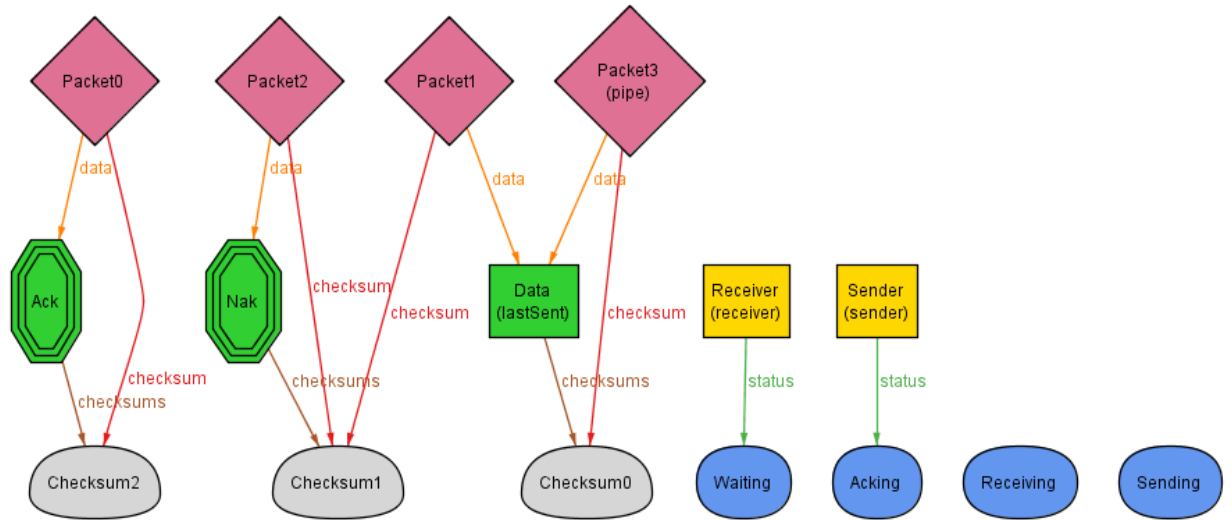 Packet0
Packet2
Packet1
Packet3
(pipe)
data
data
data
data
Ack
Nak
checksum
checksum
Data
(lastSent)
checksum
Receiver
(receiver)
Sender
(sender)
checksum
checksums
checksums
checksums
status
status
Checksum2
Checksum1
Checksum0
Waiting
Acking
Receiving
Sending